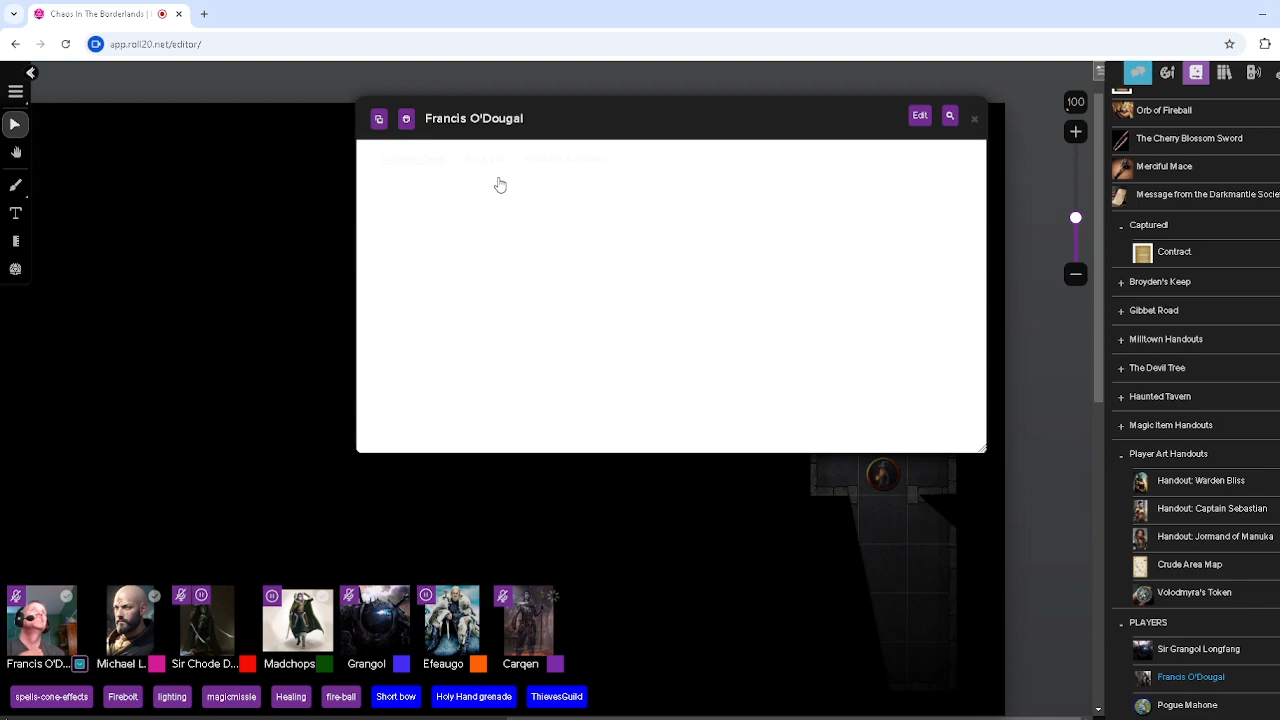 Chaos In The Borderlands |
app.roll20.net/editor/
Francis O'Dougal
Edit
100
Orb of Fireball
The Cherry Blossom Sword
Merciful Mace
Message from the Darkmantle Socie
Captured!
Contract
Broyden's Keep
Gibbet Road
Milltown Handouts
The Devil Tree
Haunted Tavern
Magic Item Handouts
Player Art Handouts
Handout: Warden Bliss
Handout: Captain Sebastian
Handout: Jormand of Manuka
Crude Area Map
Volodmyra's Token
PLAYERS
Sir Grangol Longfang
Francis O'Dougal
Pogue Mahone
Francis O'D... Michael L. Sir Chode D... Madchops Grangol Efeaugo Carqen
spells-cone-effects Firebolt lighting magicmissle Healing fire-ball Short bow Holy Hand grenade ThievesGuild